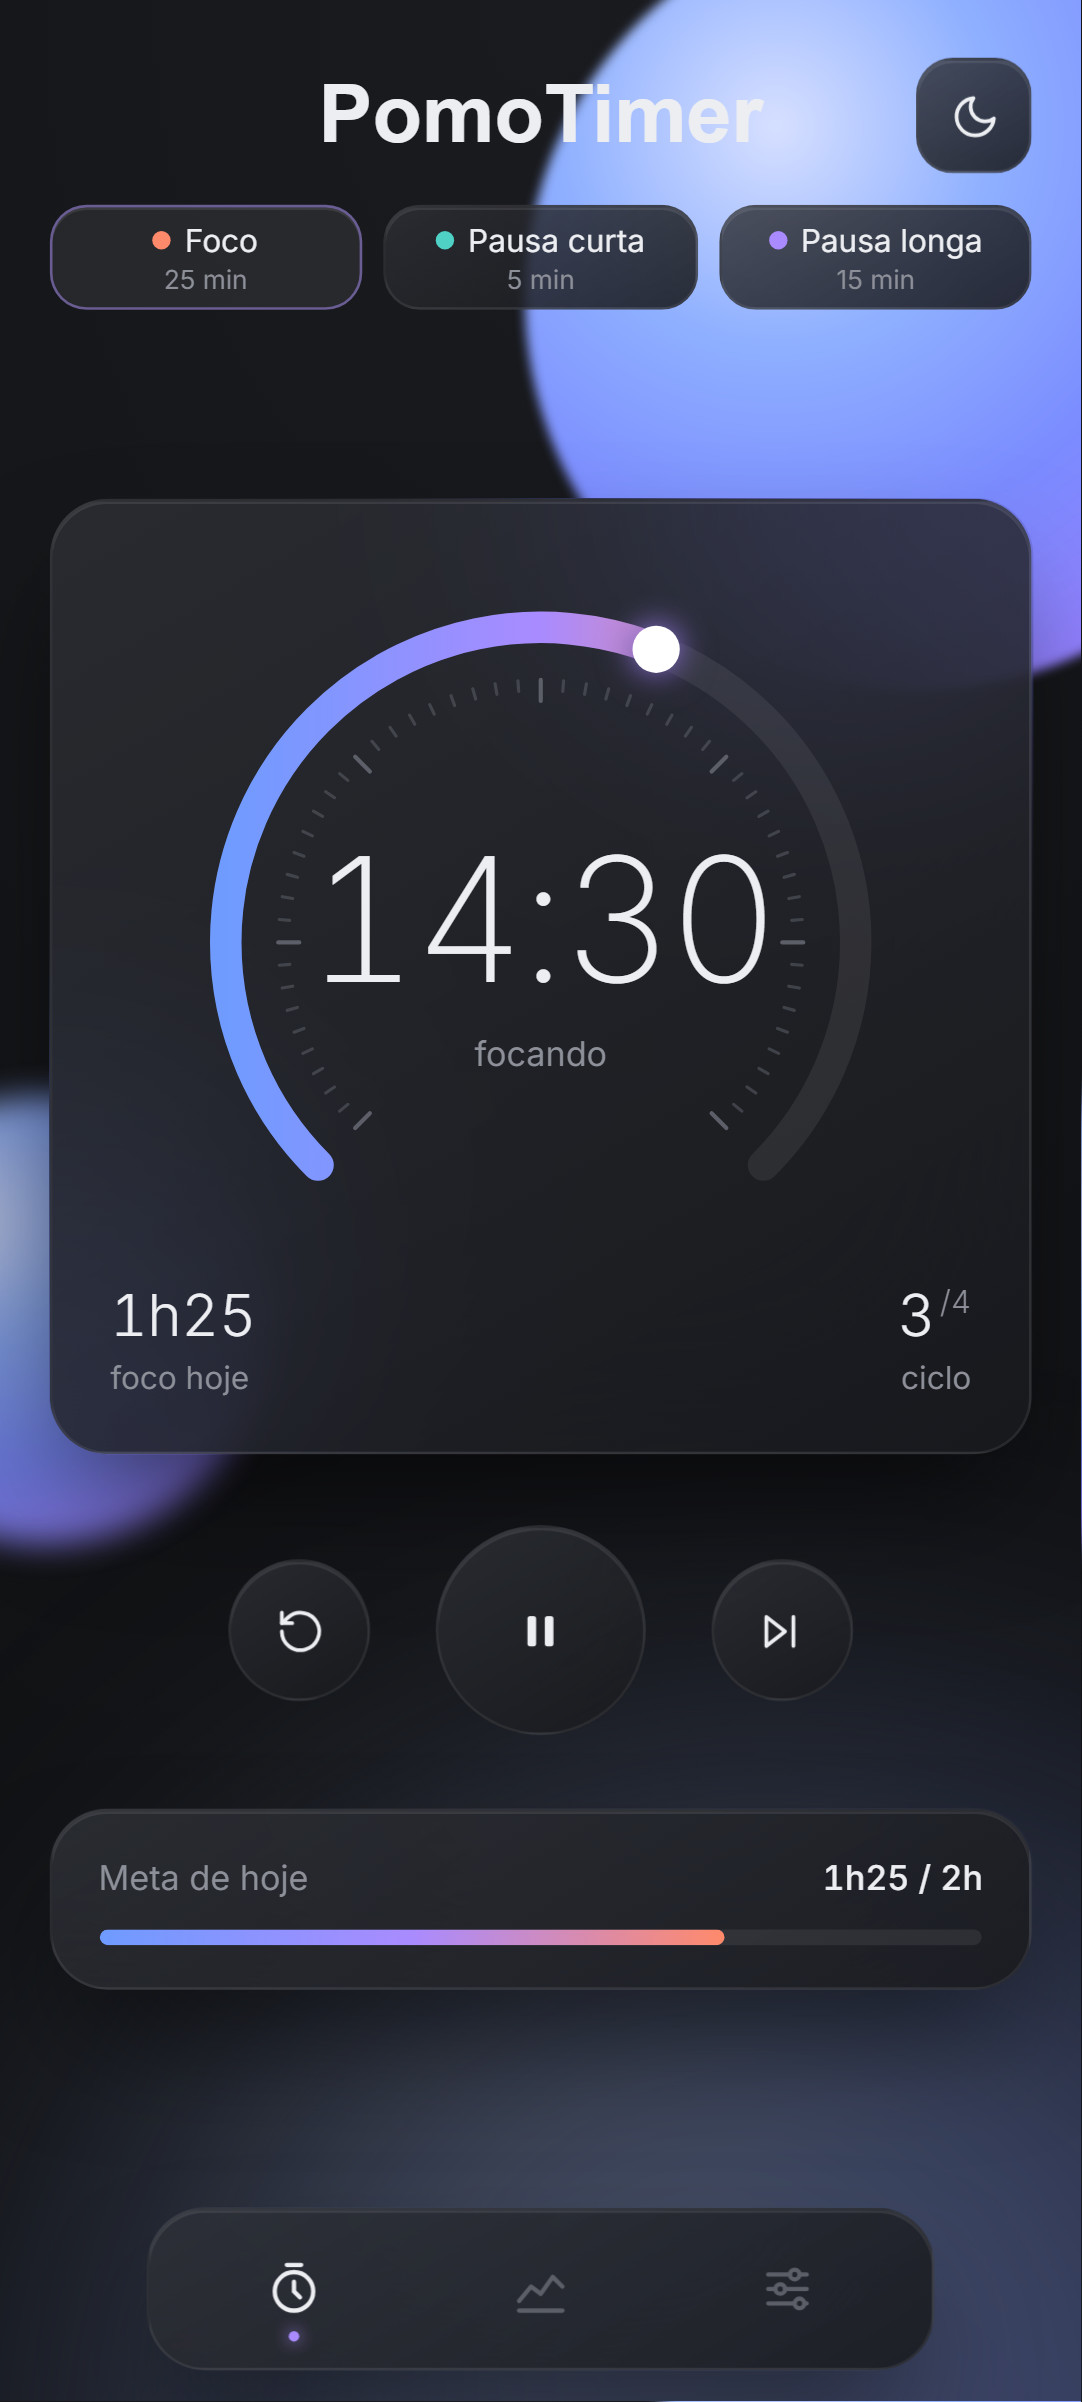 PomoTimer
Foco
25 min
Pausa curta
5 min
Pausa longa
15 min
14:30
focando
1h25
foco hoje
3/4
ciclo
Meta de hoje
1h25 / 2h